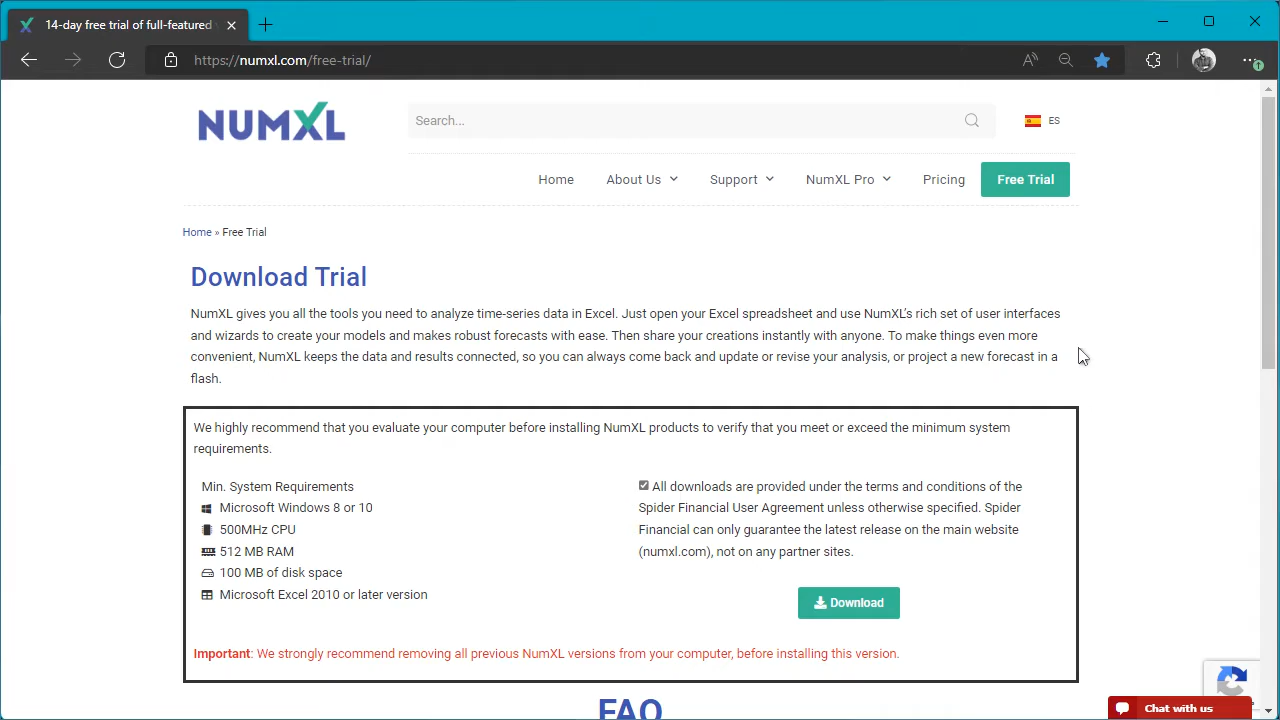 14-day free trial of full-featured
https://numxl.com/free-trial/
NUMXL
Search...
ES
Home
About Us
Support
NumXL Pro
Pricing
Free Trial
Home » Free Trial
Download Trial
NumXL gives you all the tools you need to analyze time-series data in Excel. Just open your Excel spreadsheet and use NumXL's rich set of user interfaces
and wizards to create your models and makes robust forecasts with ease. Then share your creations instantly with anyone. To make things even more
convenient, NumXL keeps the data and results connected, so you can always come back and update or revise your analysis, or project a new forecast in a
flash.
We highly recommend that you evaluate your computer before installing NumXL products to verify that you meet or exceed the minimum system
requirements.
Min. System Requirements
Microsoft Windows 8 or 10
500MHz CPU
512 MB RAM
100 MB of disk space
Microsoft Excel 2010 or later version
All downloads are provided under the terms and conditions of the
Spider Financial User Agreement unless otherwise specified. Spider
Financial can only guarantee the latest release on the main website
(numxl.com), not on any partner sites.
Download
Important: We strongly recommend removing all previous NumXL versions from your computer, before installing this version.
FAQ
Chat with us